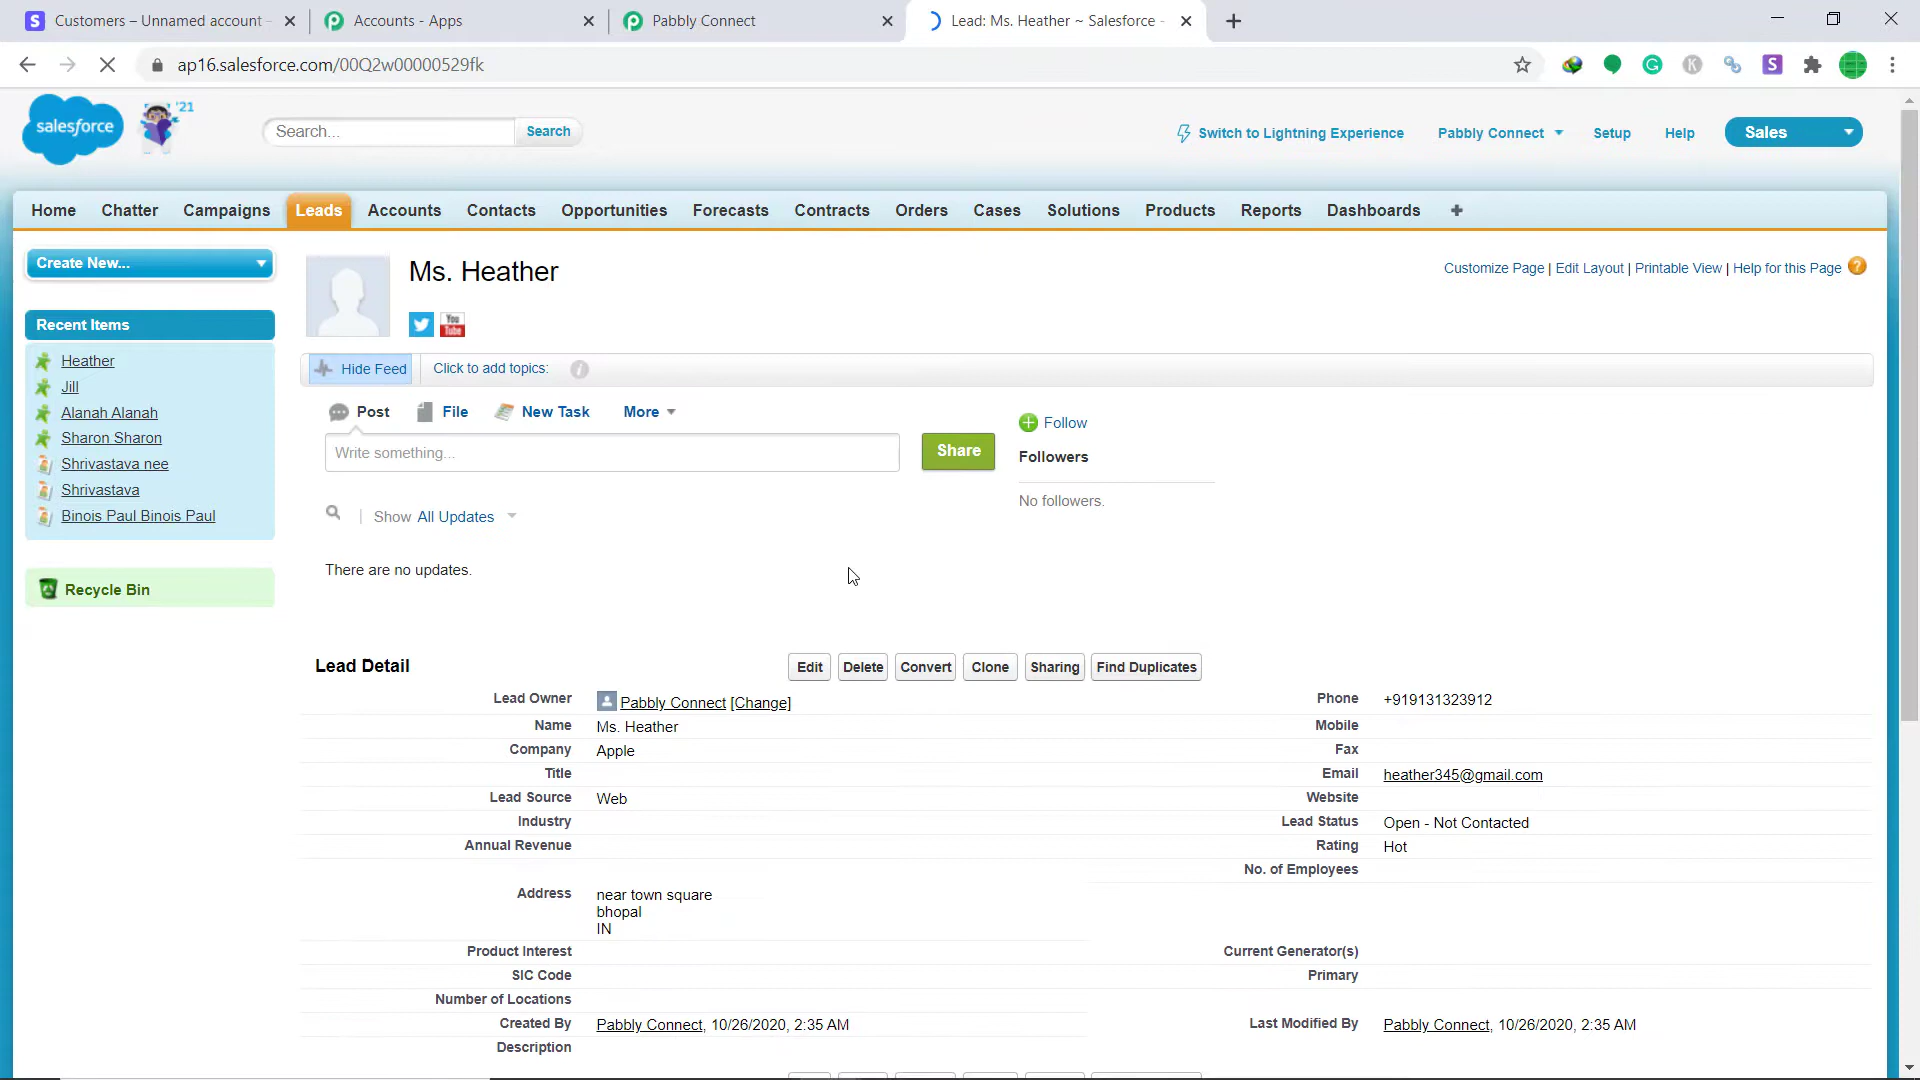 Customers – Unnamed account –
Accounts - Apps
Pabbly Connect
Lead: Ms. Heather ~ Salesforce -
ap16.salesforce.com/00Q2w00000529fk
salesforce
'21
Search...
Search
Switch to Lightning Experience
Pabbly Connect
Setup
Help
Sales
Home
Chatter
Campaigns
Leads
Accounts
Contacts
Opportunities
Forecasts
Contracts
Orders
Cases
Solutions
Products
Reports
Dashboards
Create New...
Recent Items
Heather
Jill
Alanah Alanah
Sharon Sharon
Shrivastava nee
Shrivastava
Binois Paul Binois Paul
Recycle Bin
Ms. Heather
Customize Page | Edit Layout | Printable View | Help for this Page
You Tube
Hide Feed
Click to add topics:
Post
File
New Task
More
Write something...
Share
Follow
Followers
No followers.
Show All Updates
There are no updates.
Lead Detail
Edit
Delete
Convert
Clone
Sharing
Find Duplicates
Lead Owner Pabbly Connect [Change]
Phone +919131323912
Name Ms. Heather
Mobile
Company Apple
Fax
Title
Email heather345@gmail.com
Lead Source Web
Website
Industry
Lead Status Open - Not Contacted
Annual Revenue
Rating Hot
No. of Employees
Address near town square
bhopal
IN
Product Interest
Current Generator(s)
SIC Code
Primary
Number of Locations
Created By Pabbly Connect, 10/26/2020, 2:35 AM
Last Modified By Pabbly Connect, 10/26/2020, 2:35 AM
Description